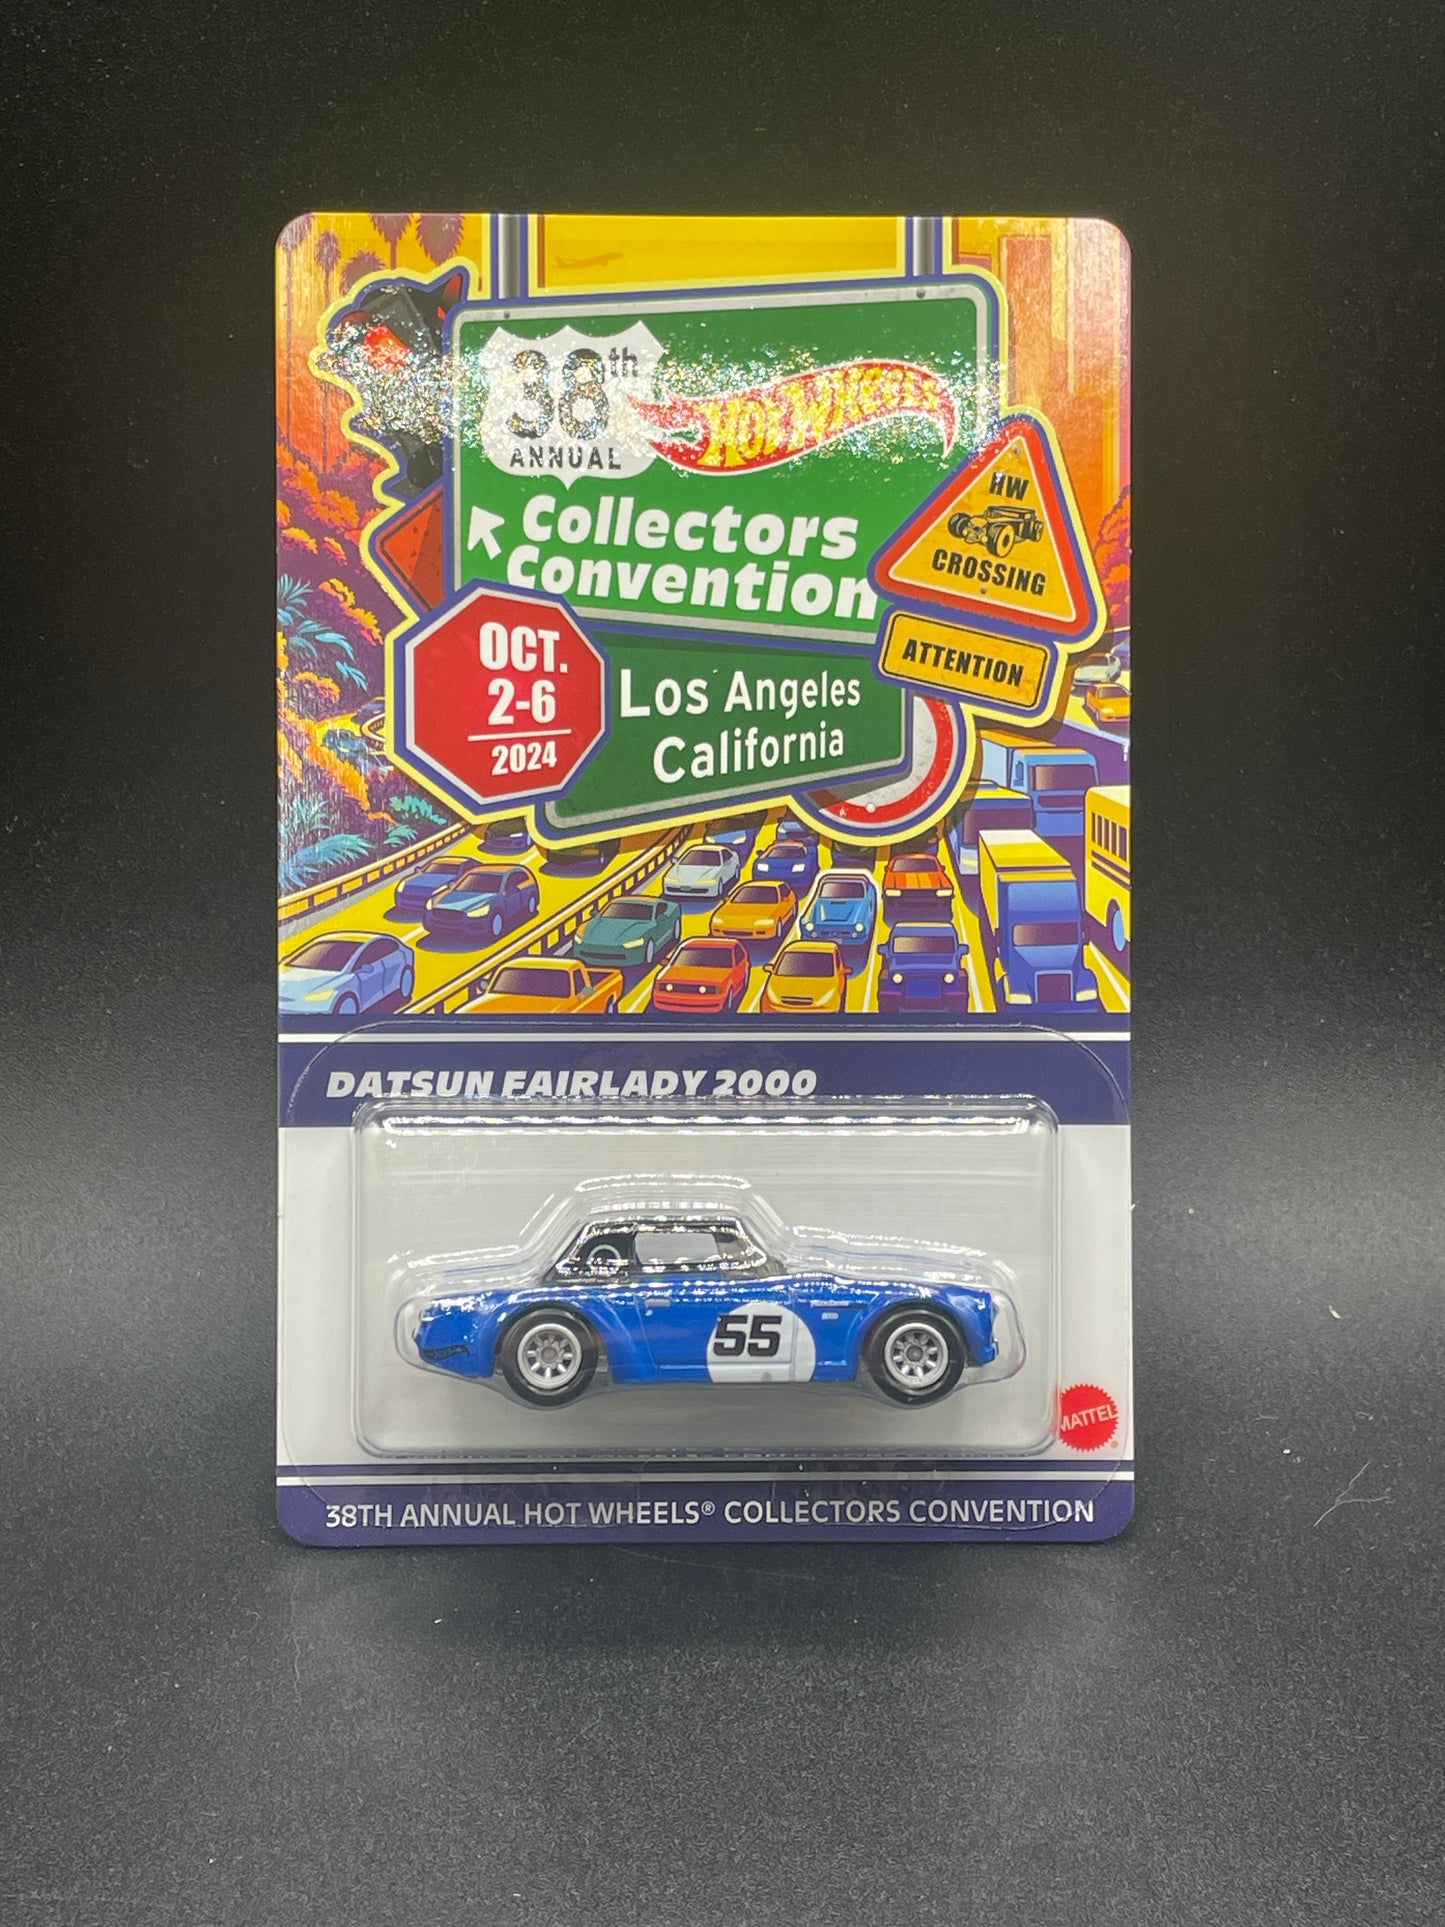 38th
ANNUAL
HOT WHEELS
Collectors
Convention
HW
CROSSING
ATTENTION
OCT.
2-6
2024
Los Angeles
California
DATSUN FAIRLADY 2000
55
MATTEL
38TH ANNUAL HOT WHEELS® COLLECTORS CONVENTION